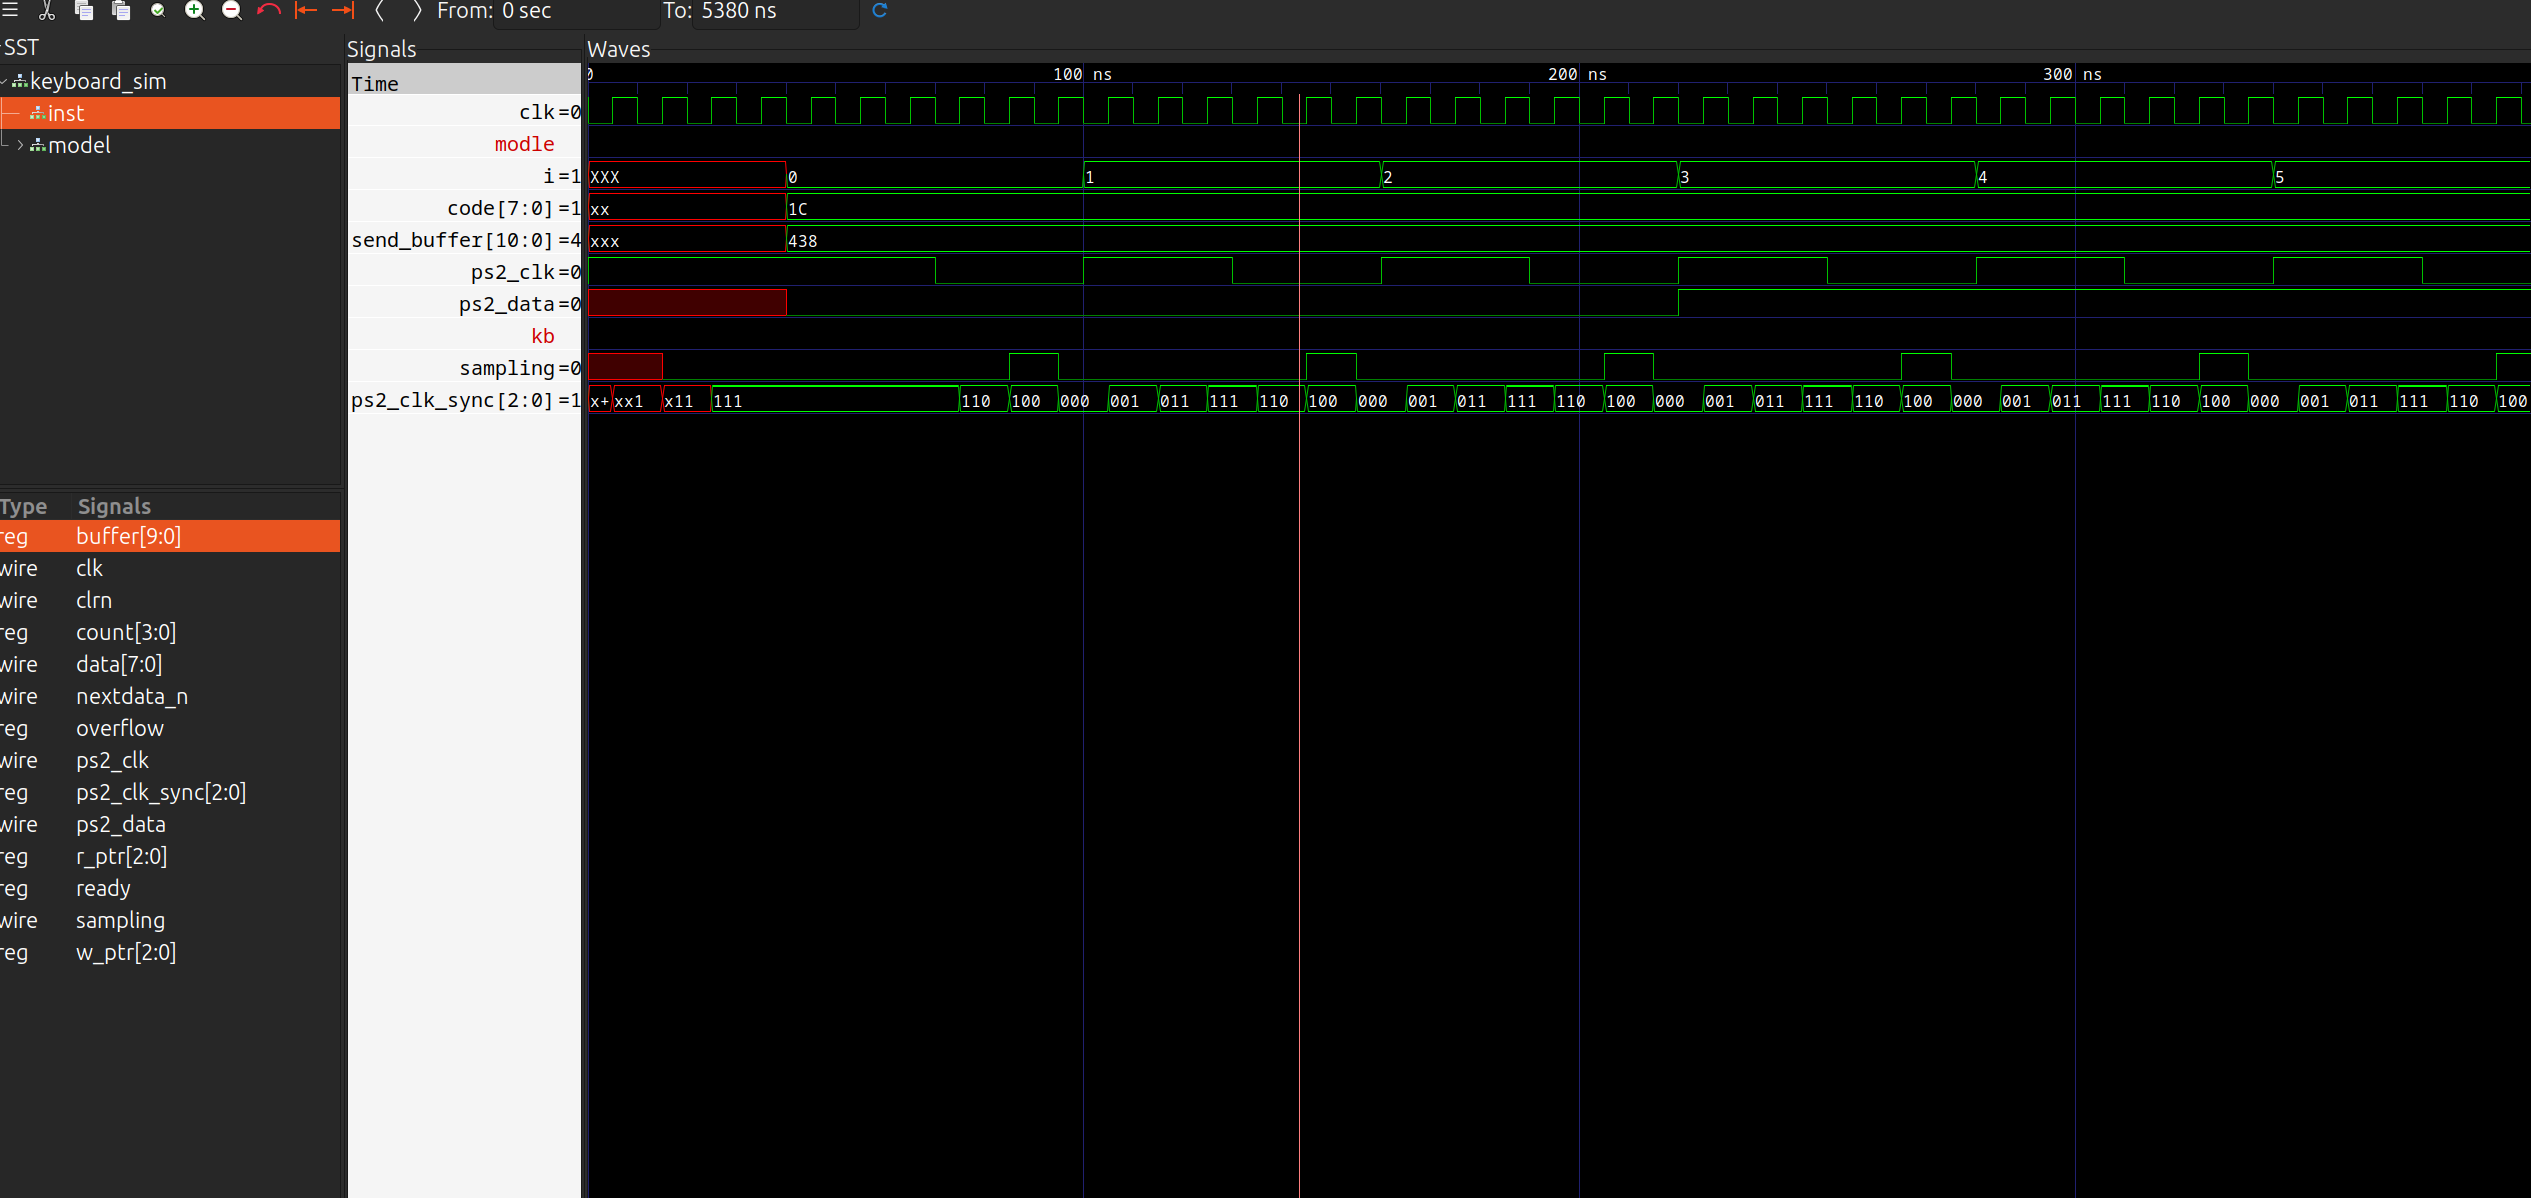 From: 0 sec To: 5380 ns
SST
keyboard_sim
inst
model
Type Signals
reg buffer[9:0]
wire clk
wire clrn
reg count[3:0]
wire data[7:0]
wire nextdata_n
reg overflow
wire ps2_clk
reg ps2_clk_sync[2:0]
wire ps2_data
reg r_ptr[2:0]
reg ready
wire sampling
reg w_ptr[2:0]
Signals
Time
clk=0
modle
i=1
code[7:0]=1
send_buffer[10:0]=4
ps2_clk=0
ps2_data=0
kb
sampling=0
ps2_clk_sync[2:0]=1
Waves
0 100 ns 200 ns 300 ns
XXX 0 1 2 3 4 5
xx 1C
xxx 438
x+ xx1 x11 111 110 100 000 001 011 111 110 100 000 001 011 111 110 100 000 001 011 111 110 100 000 001 011 111 110 100 000 001 011 111 110 100